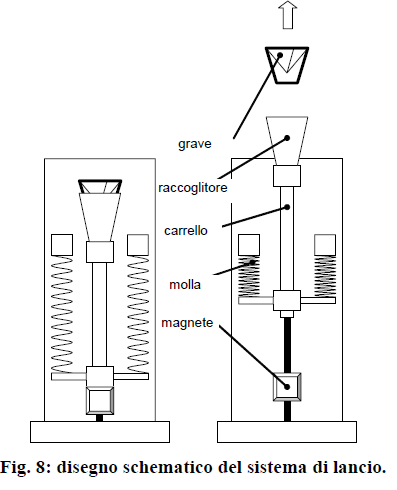 grave
raccoglitore
carrello
molla
magnete
Fig. 8: disegno schematico del sistema di lancio.